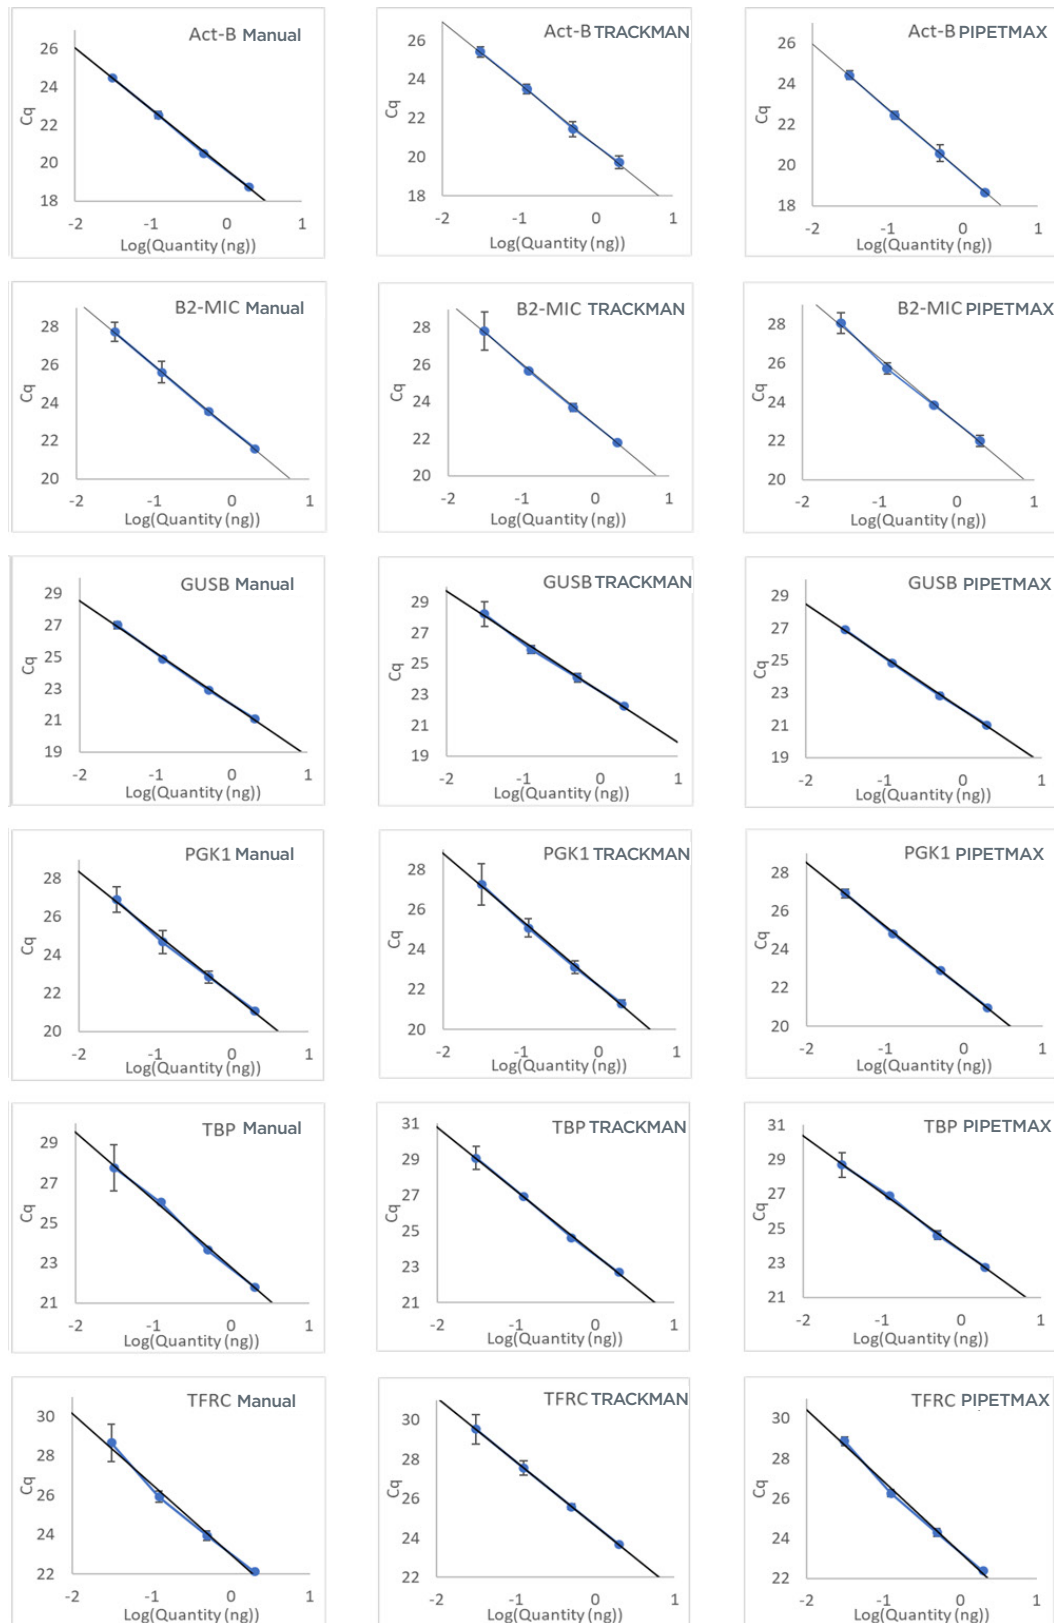 Act-B Manual
26
24
22
20
18
Cq
-2 -1 0 1
Log(Quantity (ng))
Act-B TRACKMAN
26
24
22
20
18
Cq
-2 -1 0 1
Log(Quantity (ng))
Act-B PIPETMAX
26
24
22
20
18
Cq
-2 -1 0 1
Log(Quantity (ng))
B2-MIC Manual
28
26
24
22
20
Cq
-2 -1 0 1
Log(Quantity (ng))
B2-MIC TRACKMAN
28
26
24
22
20
Cq
-2 -1 0 1
Log(Quantity (ng))
B2-MIC PIPETMAX
28
26
24
22
20
Cq
-2 -1 0 1
Log(Quantity (ng))
GUSB Manual
29
27
25
23
21
19
Cq
-2 -1 0 1
Log(Quantity (ng))
GUSB TRACKMAN
29
27
25
23
21
19
Cq
-2 -1 0 1
Log(Quantity (ng))
GUSB PIPETMAX
29
27
25
23
21
19
Cq
-2 -1 0 1
Log(Quantity (ng))
PGK1 Manual
28
26
24
22
20
Cq
-2 -1 0 1
Log(Quantity (ng))
PGK1 TRACKMAN
28
26
24
22
20
Cq
-2 -1 0 1
Log(Quantity (ng))
PGK1 PIPETMAX
28
26
24
22
20
Cq
-2 -1 0 1
Log(Quantity (ng))
TBP Manual
29
27
25
23
21
Cq
-2 -1 0 1
Log(Quantity (ng))
TBP TRACKMAN
31
29
27
25
23
21
Cq
-2 -1 0 1
Log(Quantity (ng))
TBP PIPETMAX
31
29
27
25
23
21
Cq
-2 -1 0 1
Log(Quantity (ng))
TFRC Manual
30
28
26
24
22
Cq
-2 -1 0 1
Log(Quantity (ng))
TFRC TRACKMAN
30
28
26
24
22
Cq
-2 -1 0 1
Log(Quantity (ng))
TFRC PIPETMAX
30
28
26
24
22
Cq
-2 -1 0 1
Log(Quantity (ng))